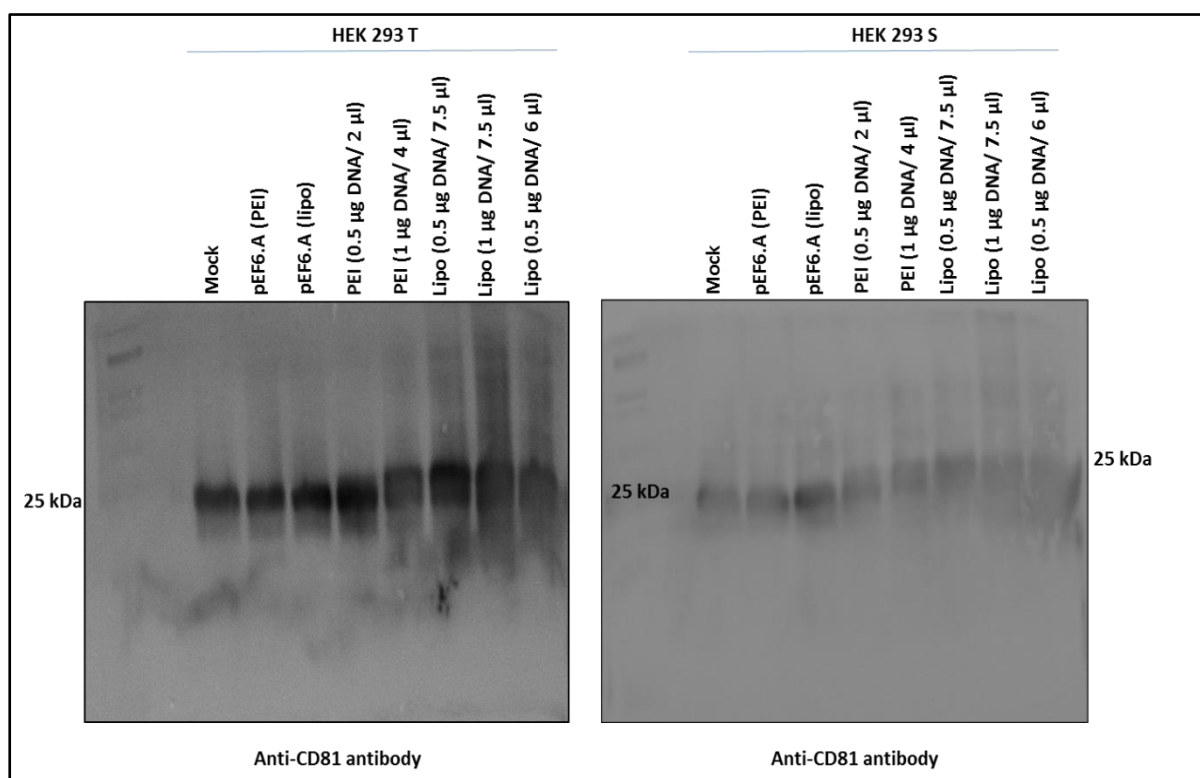 HEK 293 T
HEK 293 S
Mock
pEF6.A (PEI)
pEF6.A (lipo)
PEI (0.5 µg DNA/ 2 µl)
PEI (1 µg DNA/ 4 µl)
Lipo (0.5 µg DNA/ 7.5 µl)
Lipo (1 µg DNA/ 7.5 µl)
Lipo (0.5 µg DNA/ 6 µl)
Mock
pEF6.A (PEI)
pEF6.A (lipo)
PEI (0.5 µg DNA/ 2 µl)
PEI (1 µg DNA/ 4 µl)
Lipo (0.5 µg DNA/ 7.5 µl)
Lipo (1 µg DNA/ 7.5 µl)
Lipo (0.5 µg DNA/ 6 µl)
25 kDa
25 kDa
25 kDa
Anti-CD81 antibody
Anti-CD81 antibody